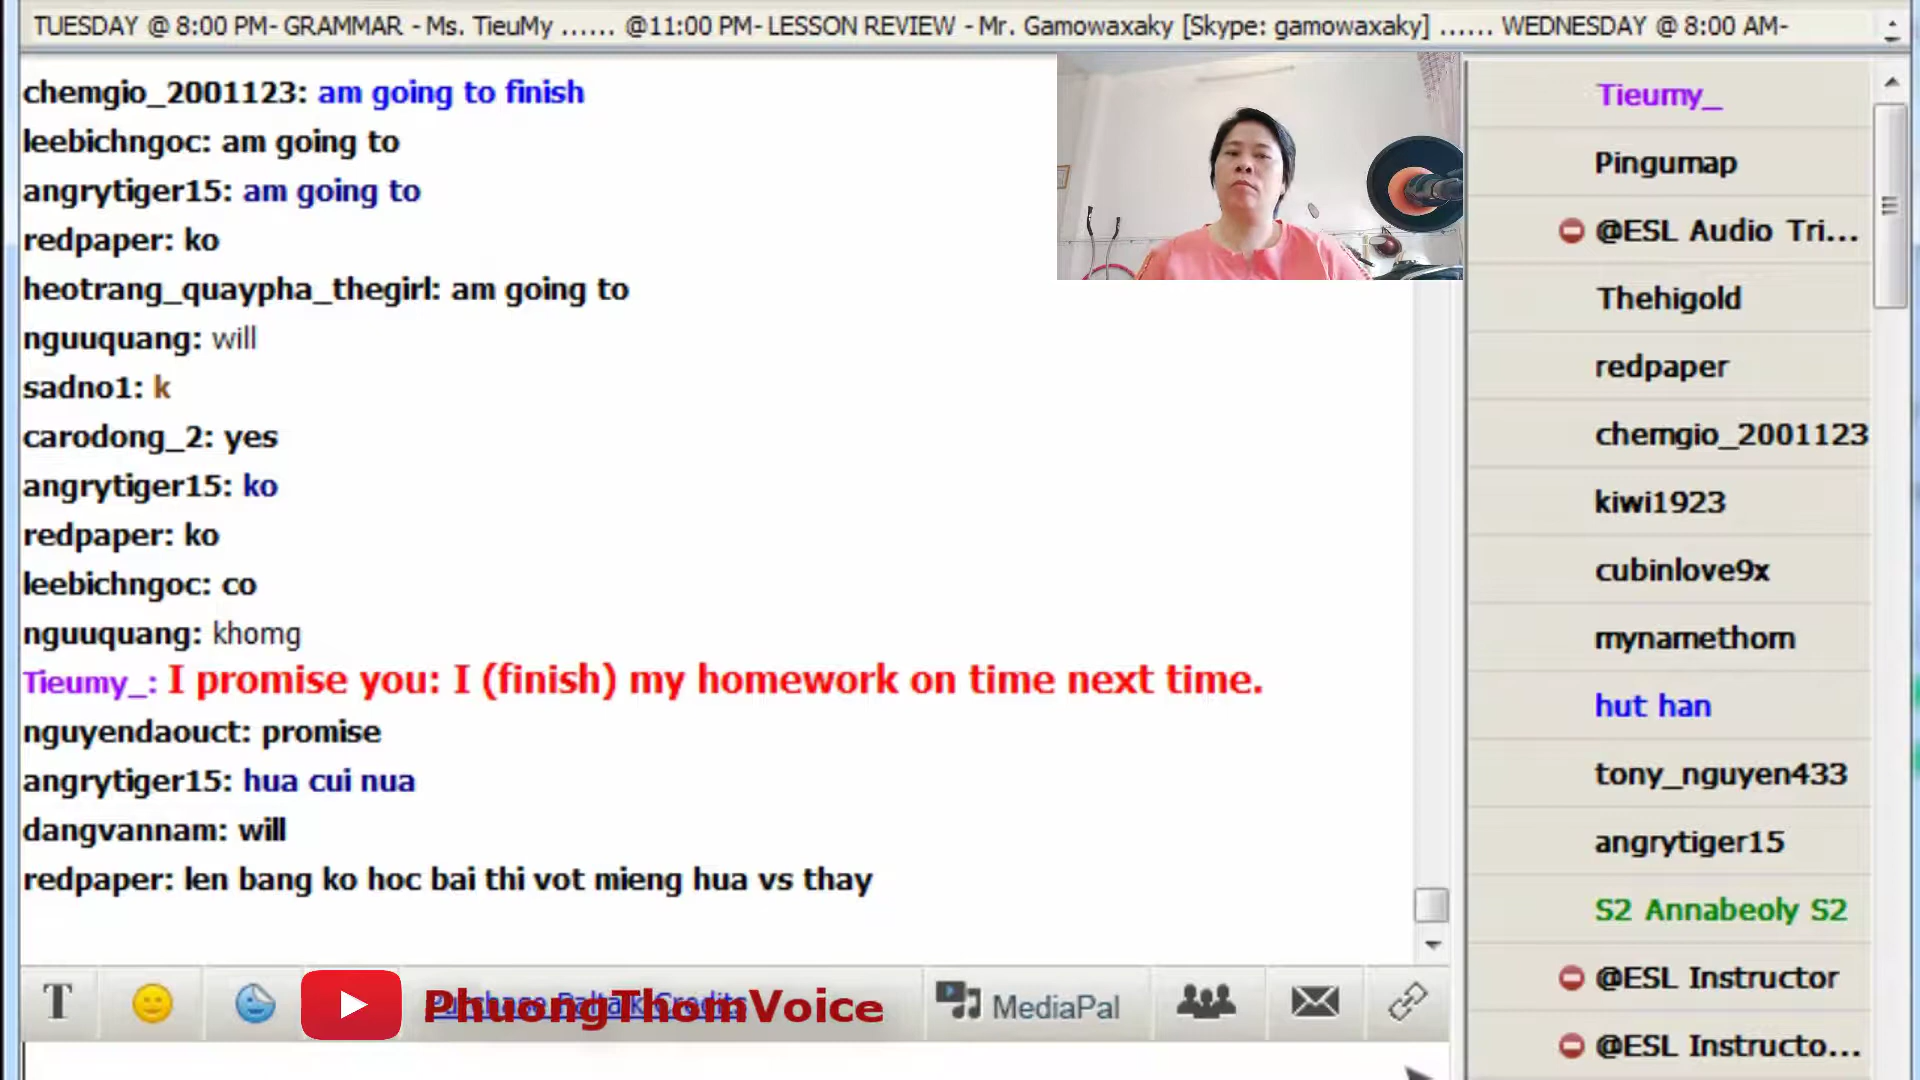 TUESDAY @ 8:00 PM- GRAMMAR - Ms. TieuMy ...... @11:00 PM- LESSON REVIEW - Mr. Gamowaxaky [Skype: gamowaxaky] ...... WEDNESDAY @ 8:00 AM-
chemgio_2001123: am going to finish
leebichngoc: am going to
angrytiger15: am going to
redpaper: ko
heotrang_quaypha_thegirl: am going to
nguuquang: will
sadno1: k
carodong_2: yes
angrytiger15: ko
redpaper: ko
leebichngoc: co
nguuquang: khomg
Tieumy_: I promise you: I (finish) my homework on time next time.
nguyendaouct: promise
angrytiger15: hua cui nua
dangvannam: will
redpaper: len bang ko hoc bai thi vot mieng hua vs thay
Tieumy_
Pingumap
@ESL Audio Tri...
Thehigold
redpaper
chemgio_2001123
kiwi1923
cubinlove9x
mynamethom
hut han
tony_nguyen433
angrytiger15
S2 Annabeoly S2
@ESL Instructor
@ESL Instructo...
T
Purchase Paltalk Credits
PhuongThomVoice
MediaPal